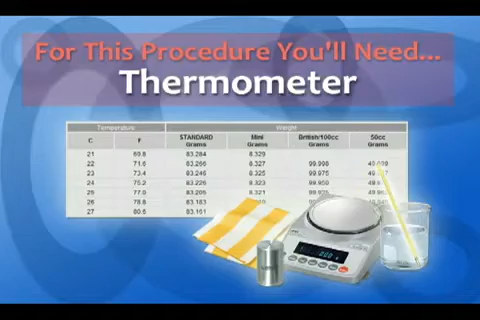 For This Procedure You'll Need...
Thermometer
Temperature Weight
C F STANDARD Grams Mini Grams British/100cc Grams 50cc Grams
21 69.8 83.284 8.329
22 71.6 83.266 8.327 99.998
23 73.4 83.246 8.325 99.975
24 75.2 83.226 8.323 99.950
25 77.0 83.205 8.321
26 78.8 83.183
27 80.6 83.161